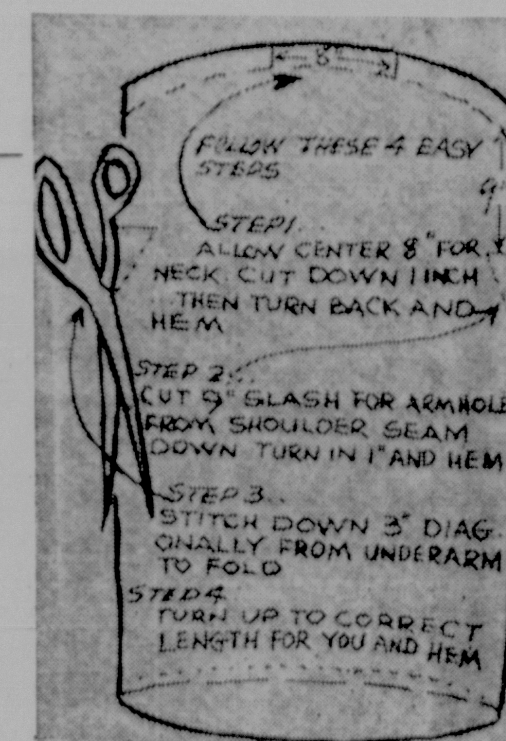 8"
FOLLOW THESE 4 EASY
STEPS
9"
STEP 1.
ALLOW CENTER 8" FOR
NECK. CUT DOWN 1 INCH
THEN TURN BACK AND
HEM
STEP 2..
CUT 9" SLASH FOR ARMHOLE
FROM SHOULDER SEAM
DOWN TURN IN 1" AND HEM
STEP 3..
STITCH DOWN 3" DIAG
ONALLY FROM UNDERARM
TO FOLD
STEP 4
TURN UP TO CORRECT
LENGTH FOR YOU AND HEM